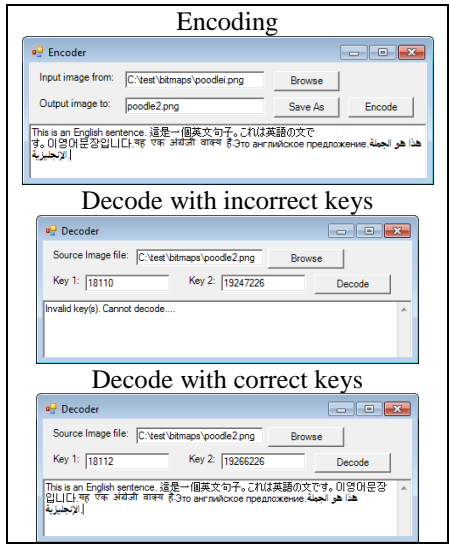 Encoding
Encoder
Input image from: C:\test\bitmaps\poodlei.png Browse
Output image to: poodle2.png Save As Encode
This is an English sentence. 這是一個英文句子。これは英語の文で
す。이영어문장입니다.यह एक अंग्रेजी वाक्य है.Это английское предложение.هذا هو الجملة
الإنجليزية.
Decode with incorrect keys
Decoder
Source Image file: C:\test\bitmaps\poodle2.png Browse
Key 1: 18110 Key 2: 19247226 Decode
Invalid key(s). Cannot decode....
Decode with correct keys
Decoder
Source Image file: C:\test\bitmaps\poodle2.png Browse
Key 1: 18112 Key 2: 19266226 Decode
This is an English sentence. 這是一個英文句子。これは英語の文です。이영어문장
입니다.यह एक अंग्रेजी वाक्य है.Это английское предложение.هذا هو الجملة
الإنجليزية.